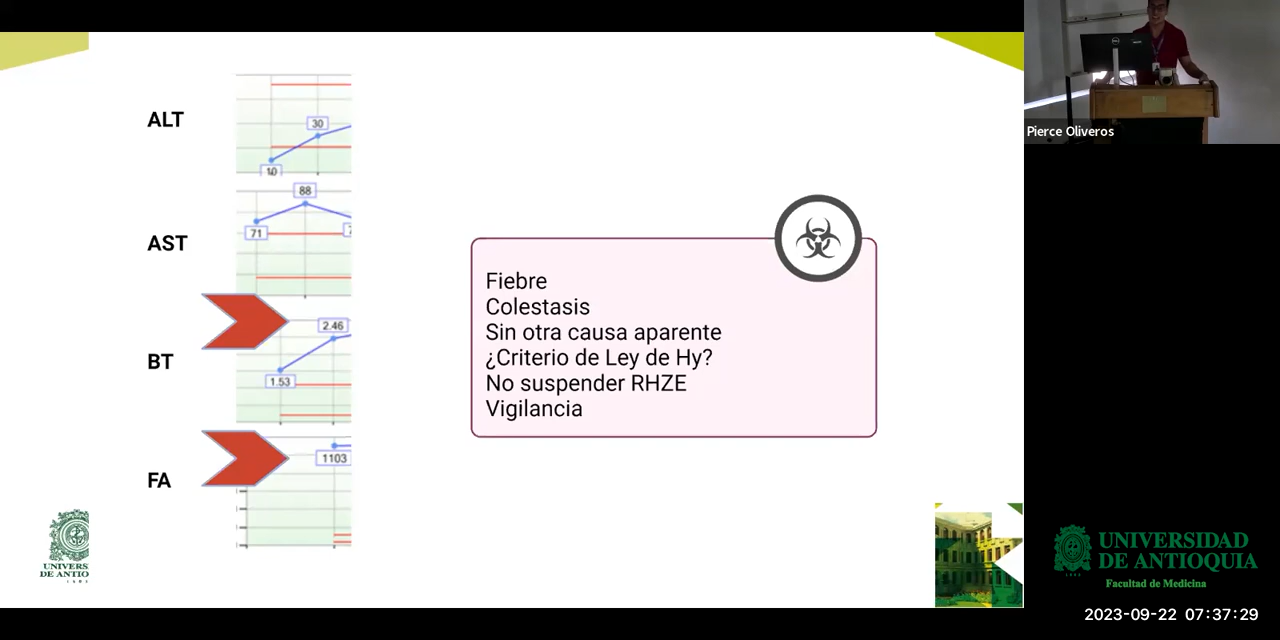 Pierce Oliveros
ALT
30
10
88
71
AST
2.46
BT
1.53
1103
FA
Fiebre
Colestasis
Sin otra causa aparente
¿Criterio de Ley de Hy?
No suspender RHZE
Vigilancia
UNIVERS
DE ANTIO
UNIVERSIDAD
DE ANTIOQUIA
1803
Facultad de Medicina
2023-09-22 07:37:29